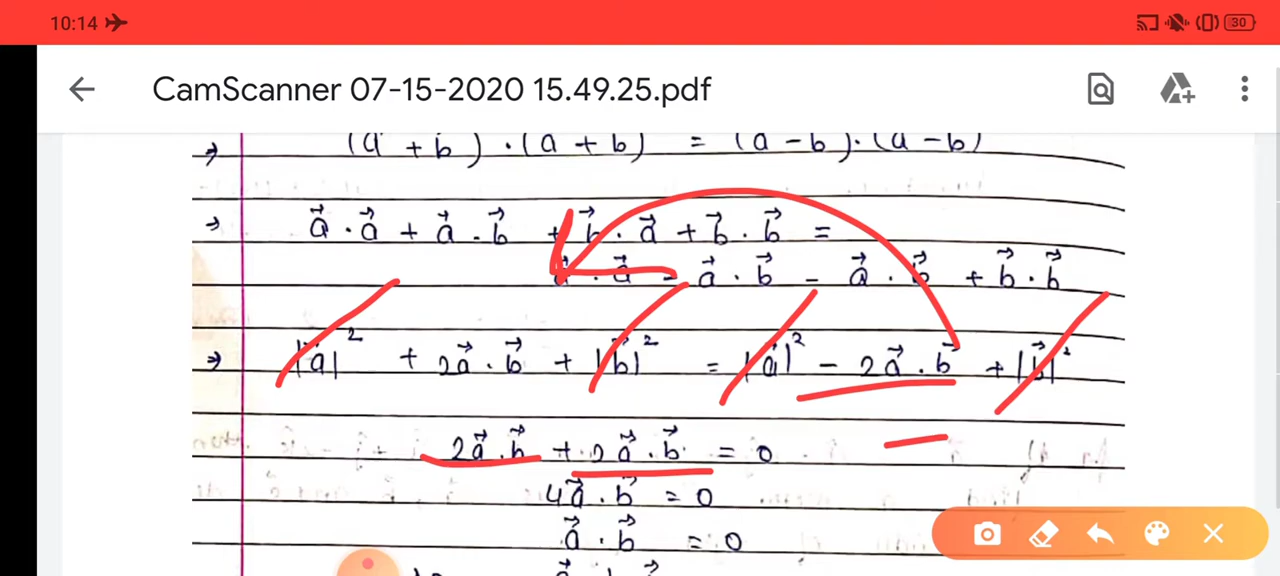 10:14
30
CamScanner 07-15-2020 15.49.25.pdf
⇒ (a + b) · (a + b) = (a − b) · (a − b)
⇒ a⃗ · a⃗ + a⃗ · b⃗ + b⃗ · a⃗ + b⃗ · b⃗ =
a⃗ · a⃗ − a⃗ · b⃗ − a⃗ · b⃗ + b⃗ · b⃗
⇒ |a⃗|² + 2a⃗ · b⃗ + |b⃗|² = |a⃗|² − 2a⃗ · b⃗ + |b⃗|²
2a⃗ · b⃗ + 2a⃗ · b⃗ = 0
4a⃗ · b⃗ = 0
a⃗ · b⃗ = 0